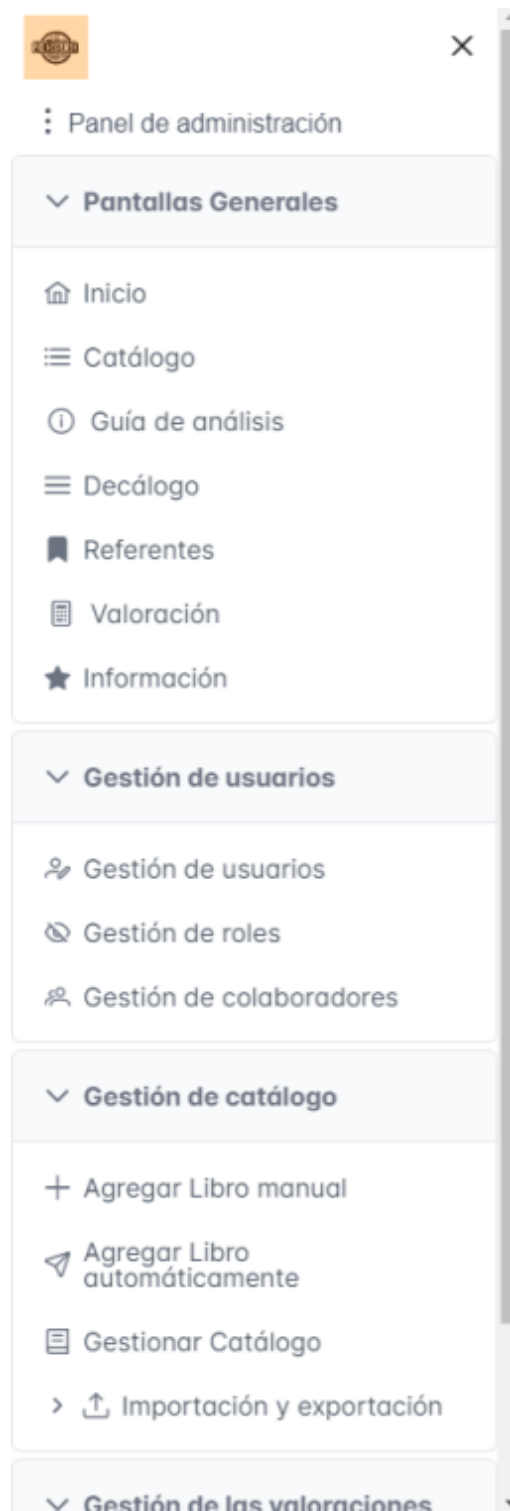 Panel de administración
Pantallas Generales
Inicio
Catálogo
Guía de análisis
Decálogo
Referentes
Valoración
Información
Gestión de usuarios
Gestión de usuarios
Gestión de roles
Gestión de colaboradores
Gestión de catálogo
Agregar Libro manual
Agregar Libro
automáticamente
Gestionar Catálogo
Importación y exportación
Gestión de las valoraciones